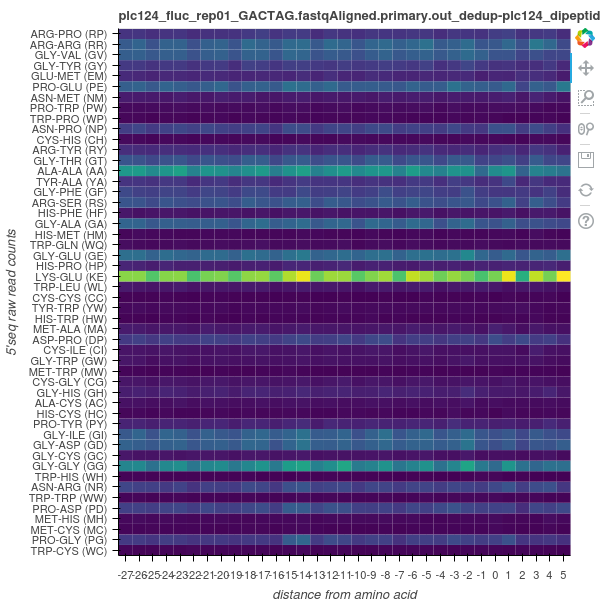 plc124_fluc_rep01_GACTAG.fastqAligned.primary.out_dedup-plc124_dipeptid
ARG-PRO (RP)
ARG-ARG (RR)
GLY-VAL (GV)
GLY-TYR (GY)
GLU-MET (EM)
PRO-GLU (PE)
ASN-MET (NM)
PRO-TRP (PW)
TRP-PRO (WP)
ASN-PRO (NP)
CYS-HIS (CH)
ARG-TYR (RY)
GLY-THR (GT)
ALA-ALA (AA)
TYR-ALA (YA)
GLY-PHE (GF)
ARG-SER (RS)
HIS-PHE (HF)
GLY-ALA (GA)
HIS-MET (HM)
TRP-GLN (WQ)
GLY-GLU (GE)
HIS-PRO (HP)
LYS-GLU (KE)
TRP-LEU (WL)
CYS-CYS (CC)
TYR-TRP (YW)
HIS-TRP (HW)
MET-ALA (MA)
ASP-PRO (DP)
CYS-ILE (CI)
GLY-TRP (GW)
MET-TRP (MW)
CYS-GLY (CG)
GLY-HIS (GH)
ALA-CYS (AC)
HIS-CYS (HC)
PRO-TYR (PY)
GLY-ILE (GI)
GLY-ASP (GD)
GLY-CYS (GC)
GLY-GLY (GG)
TRP-HIS (WH)
ASN-ARG (NR)
TRP-TRP (WW)
PRO-ASP (PD)
MET-HIS (MH)
MET-CYS (MC)
PRO-GLY (PG)
TRP-CYS (WC)
5'seq raw read counts
-27-26-25-24-23-22-21-20-19-18-17-16-15-14-13-12-11-10-9 -8 -7 -6 -5 -4 -3 -2 -1 0 1 2 3 4 5
distance from amino acid